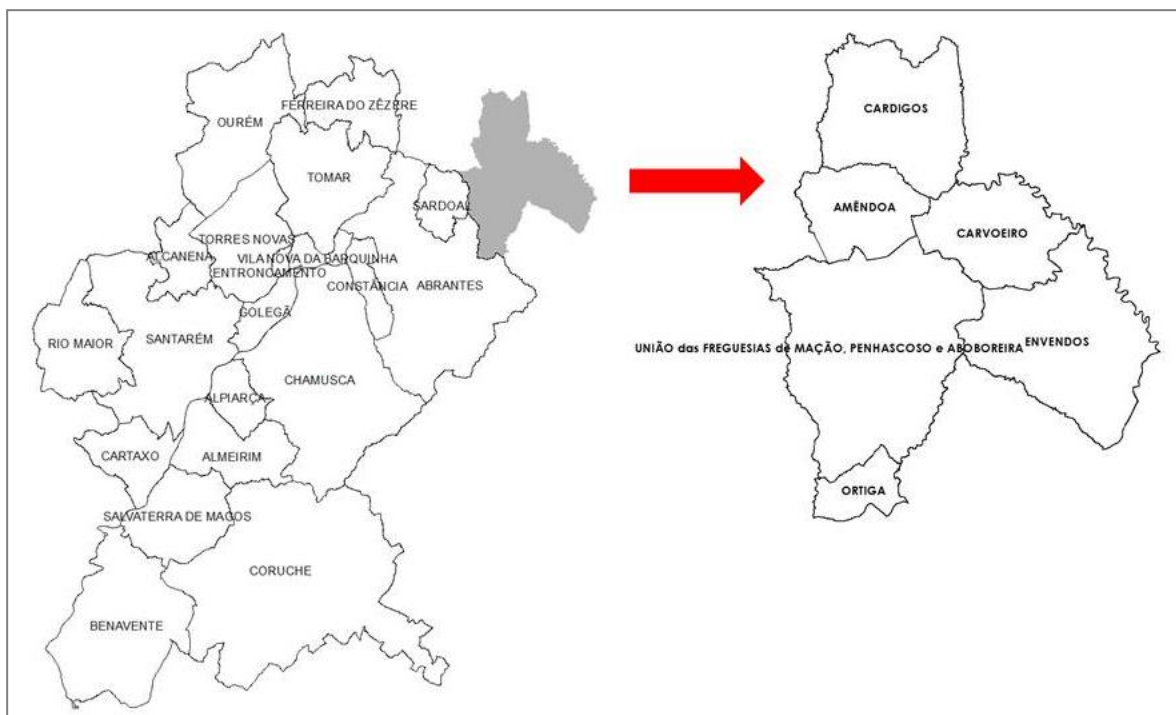 FERREIRA DO ZÊZERE
OURÉM
TOMAR
SARDOAL
TORRES NOVAS
ALCANENA
VILA NOVA DA BARQUINHA
ENTRONCAMENTO
CONSTÂNCIA
ABRANTES
GOLEGÃ
RIO MAIOR
SANTARÉM
CHAMUSCA
ALPIARÇA
CARTAXO
ALMEIRIM
SALVATERRA DE MAGOS
CORUCHE
BENAVENTE
CARDIGOS
AMÊNDOA
CARVOEIRO
UNIÃO das FREGUESIAS de MAÇÃO, PENHASCOSO e ABOBOREIRA
ENVENDOS
ORTIGA